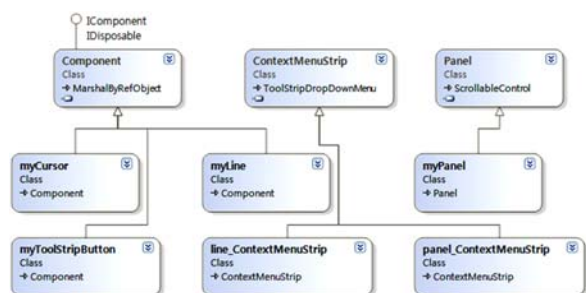 IComponent
IDisposable
Component
Class
MarshalByRefObject
ContextMenuStrip
Class
ToolStripDropDownMenu
Panel
Class
ScrollableControl
myCursor
Class
Component
myLine
Class
Component
myPanel
Class
Panel
myToolStripButton
Class
Component
line_ContextMenuStrip
Class
ContextMenuStrip
panel_ContextMenuStrip
Class
ContextMenuStrip